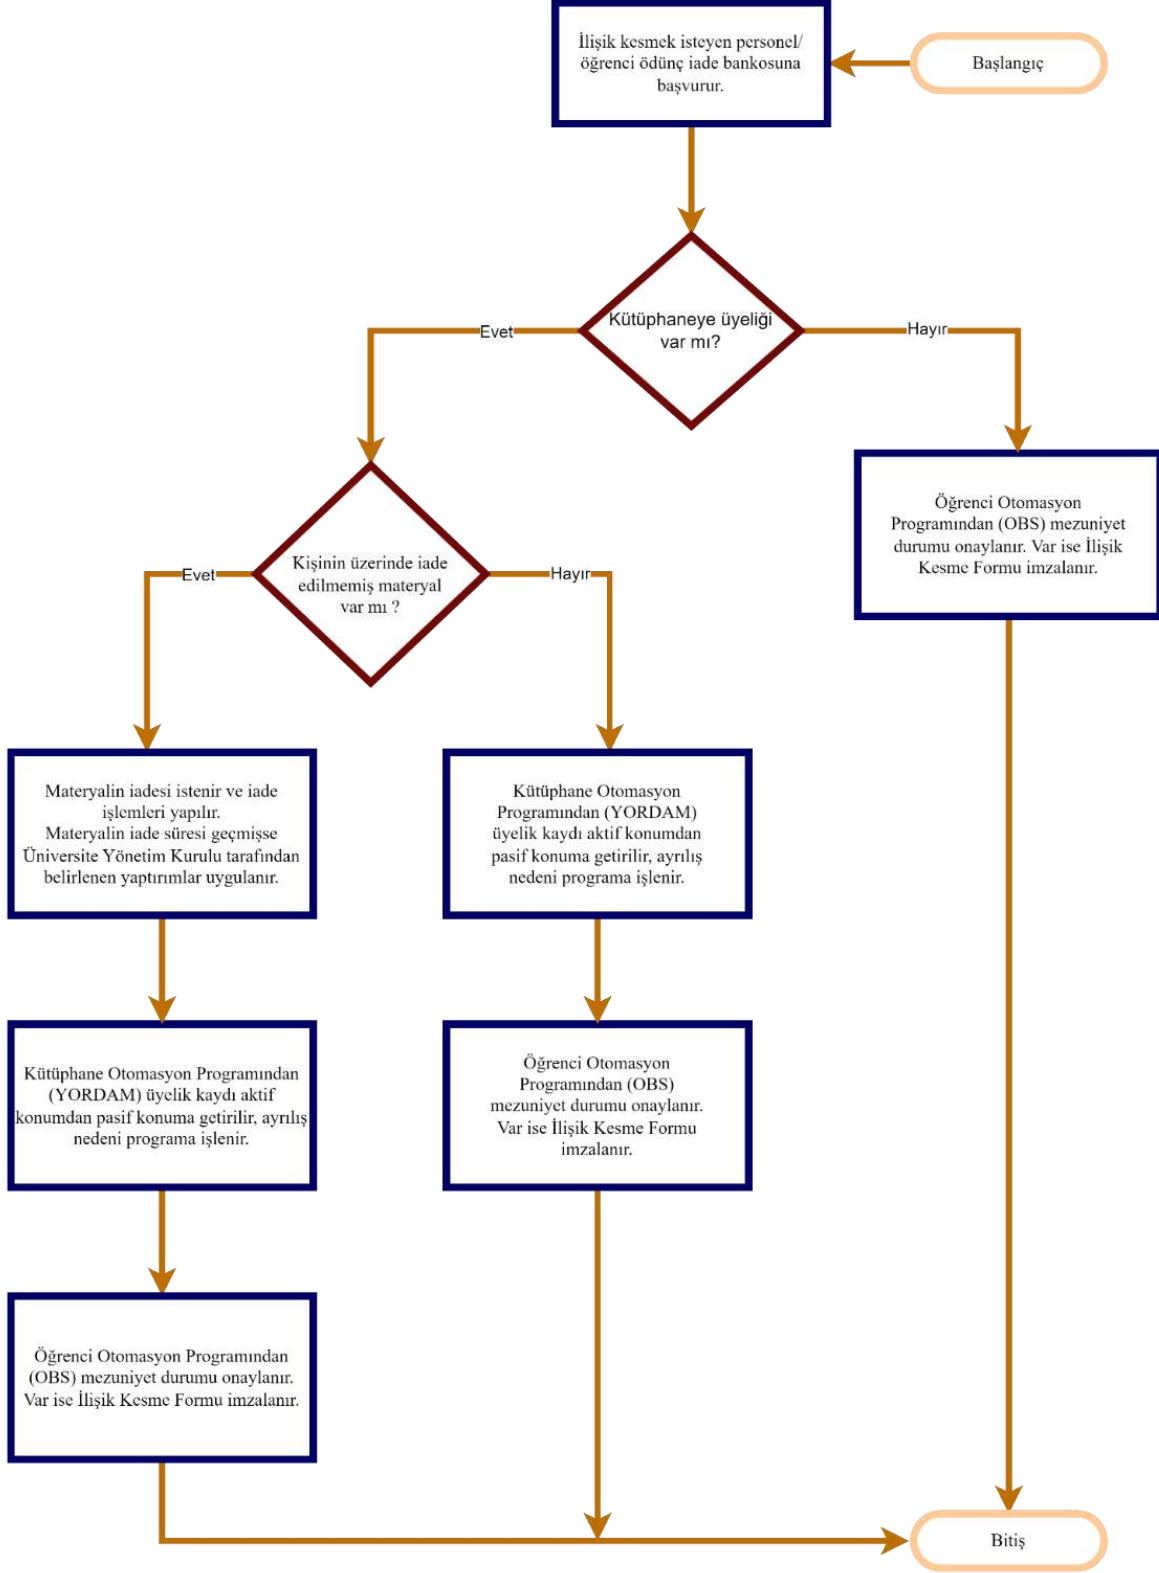 İlişik kesmek isteyen personel/
öğrenci ödünç iade bankosuna
başvurur.
Başlangıç
Kütüphaneye üyeliği
var mı?
Evet
Hayır
Öğrenci Otomasyon
Programından (OBS) mezuniyet
durumu onaylanır. Var ise İlişik
Kesme Formu imzalanır.
Kişinin üzerinde iade
edilmemiş materyal
var mı ?
Evet
Hayır
Materyalin iadesi istenir ve iade
işlemleri yapılır.
Materyalin iade süresi geçmişse
Üniversite Yönetim Kurulu tarafından
belirlenen yaptırımlar uygulanır.
Kütüphane Otomasyon
Programından (YORDAM)
üyelik kaydı aktif konumdan
pasif konuma getirilir, ayrılış
nedeni programa işlenir.
Kütüphane Otomasyon Programından
(YORDAM) üyelik kaydı aktif
konumdan pasif konuma getirilir, ayrılış
nedeni programa işlenir.
Öğrenci Otomasyon
Programından (OBS)
mezuniyet durumu onaylanır.
Var ise İlişik Kesme Formu
imzalanır.
Öğrenci Otomasyon Programından
(OBS) mezuniyet durumu onaylanır.
Var ise İlişik Kesme Formu imzalanır.
Bitiş